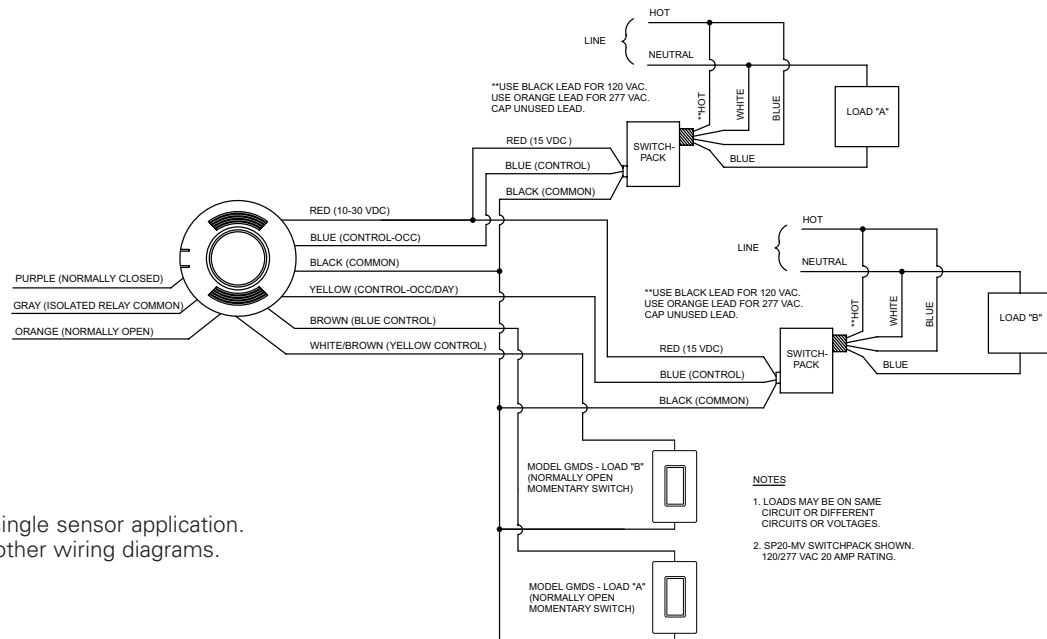 HOT
LINE
NEUTRAL
**USE BLACK LEAD FOR 120 VAC.
USE ORANGE LEAD FOR 277 VAC.
CAP UNUSED LEAD.
**HOT
WHITE
BLUE
LOAD "A"
RED (15 VDC )
SWITCH-
PACK
BLUE (CONTROL)
BLUE
BLACK (COMMON)
RED (10-30 VDC)
BLUE (CONTROL-OCC)
BLACK (COMMON)
YELLOW (CONTROL-OCC/DAY)
BROWN (BLUE CONTROL)
WHITE/BROWN (YELLOW CONTROL)
PURPLE (NORMALLY CLOSED)
GRAY (ISOLATED RELAY COMMON)
ORANGE (NORMALLY OPEN)
HOT
LINE
NEUTRAL
**USE BLACK LEAD FOR 120 VAC.
USE ORANGE LEAD FOR 277 VAC.
CAP UNUSED LEAD.
**HOT
WHITE
BLUE
LOAD "B"
RED (15 VDC)
SWITCH-
PACK
BLUE (CONTROL)
BLUE
BLACK (COMMON)
MODEL GMDS - LOAD "B"
(NORMALLY OPEN
MOMENTARY SWITCH)
MODEL GMDS - LOAD "A"
(NORMALLY OPEN
MOMENTARY SWITCH)
NOTES
1. LOADS MAY BE ON SAME
CIRCUIT OR DIFFERENT
CIRCUITS OR VOLTAGES.
2. SP20-MV SWITCHPACK SHOWN.
120/277 VAC 20 AMP RATING.
single sensor application.
other wiring diagrams.